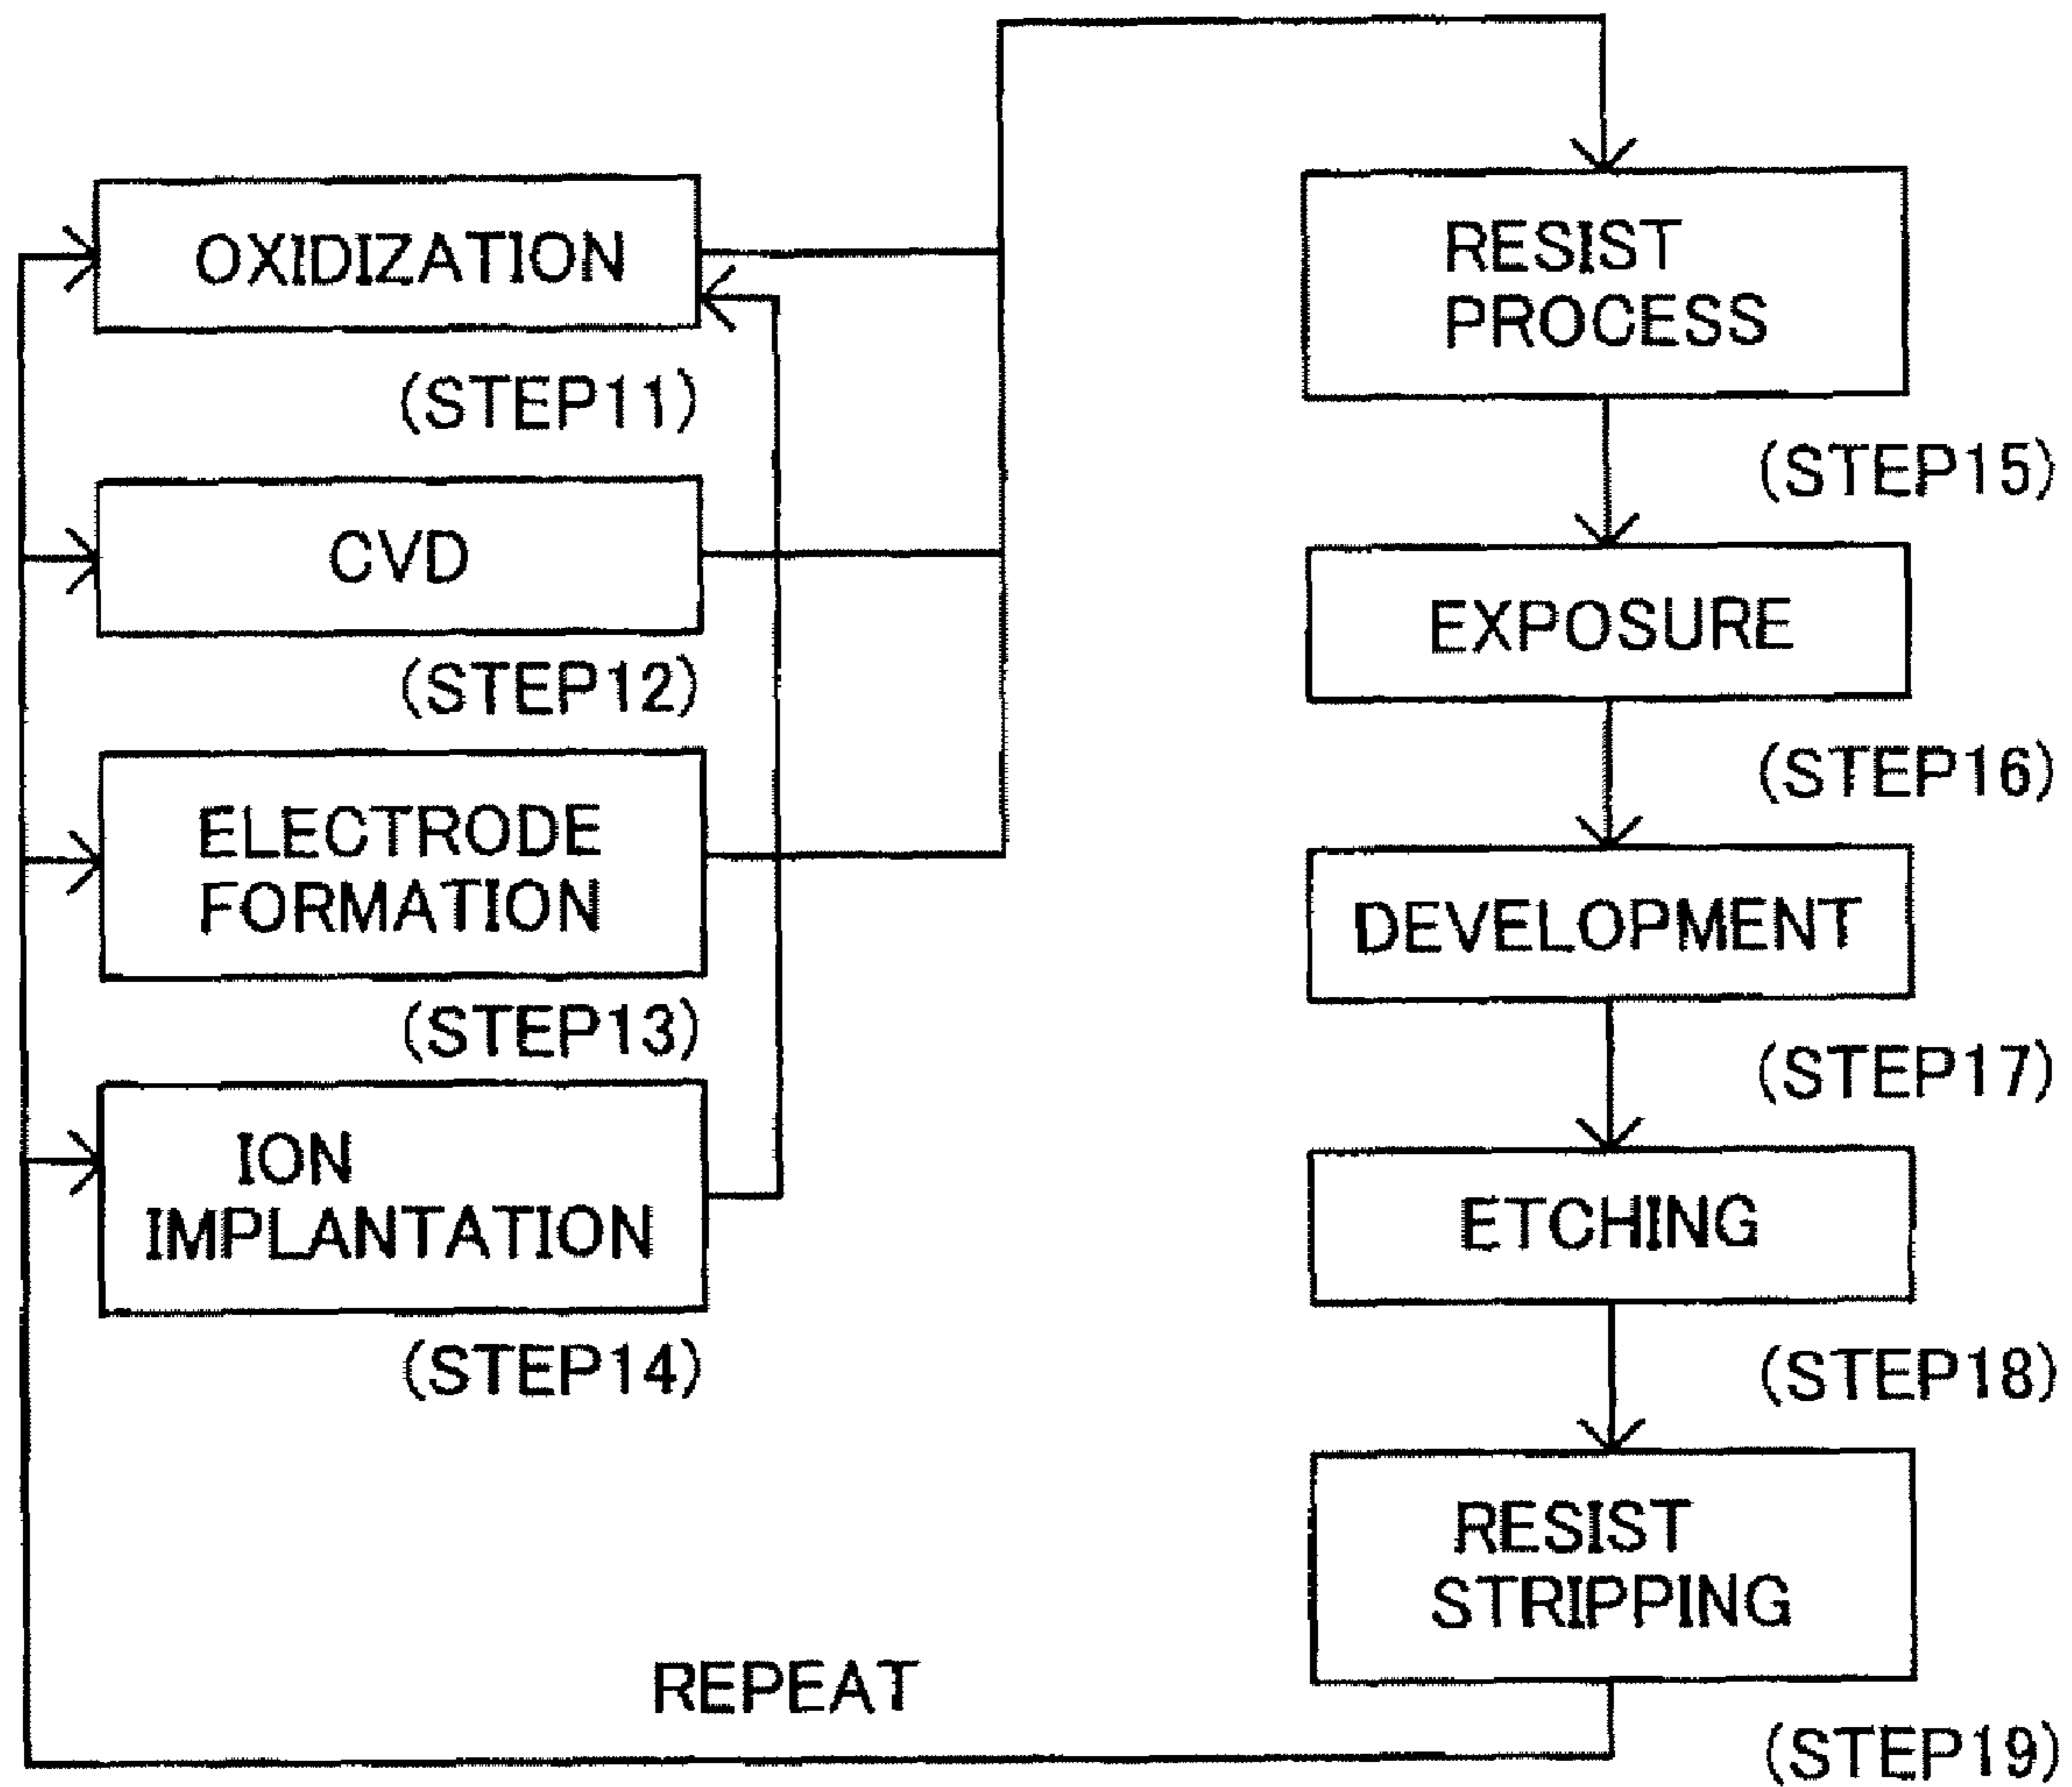 OXIDIZATION
(STEP11)
CVD
(STEP12)
ELECTRODE
FORMATION
(STEP13)
ION
IMPLANTATION
(STEP14)
RESIST
PROCESS
(STEP15)
EXPOSURE
(STEP16)
DEVELOPMENT
(STEP17)
ETCHING
(STEP18)
RESIST
STRIPPING
(STEP19)
REPEAT